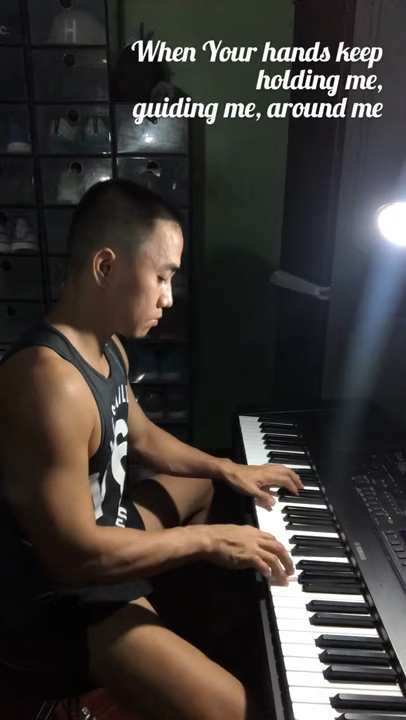 When Your hands keep
holding me,
guiding me, around me
H